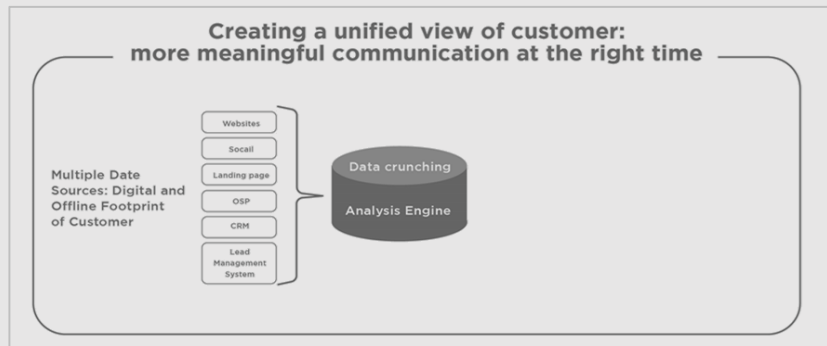 Creating a unified view of customer:
more meaningful communication at the right time
Multiple Date
Sources: Digital and
Offline Footprint
of Customer
Websites
Socail
Landing page
OSP
CRM
Lead
Management
System
Data crunching
Analysis Engine